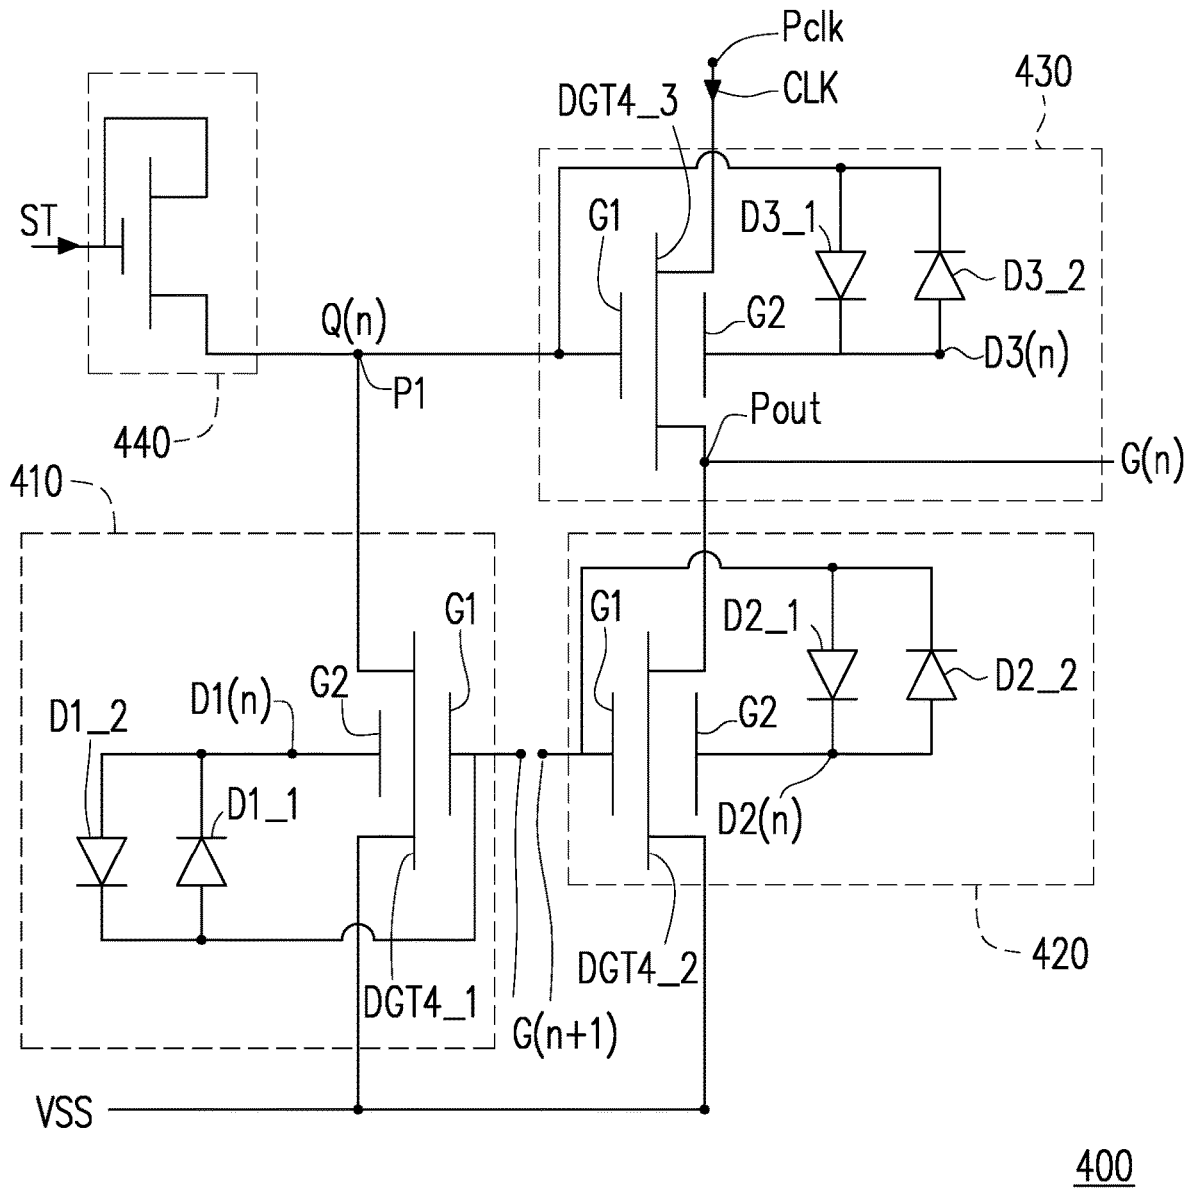 Pclk
430
CLK
DGT4_3
ST
G1
D3_1
D3_2
Q(n)
G2
D3(n)
P1
Pout
440
G(n)
410
G1
G1
D2_1
G2
D1(n)
D2_2
D1_2
G2
D1_1
D2(n)
420
DGT4_2
DGT4_1
G(n+1)
VSS
400